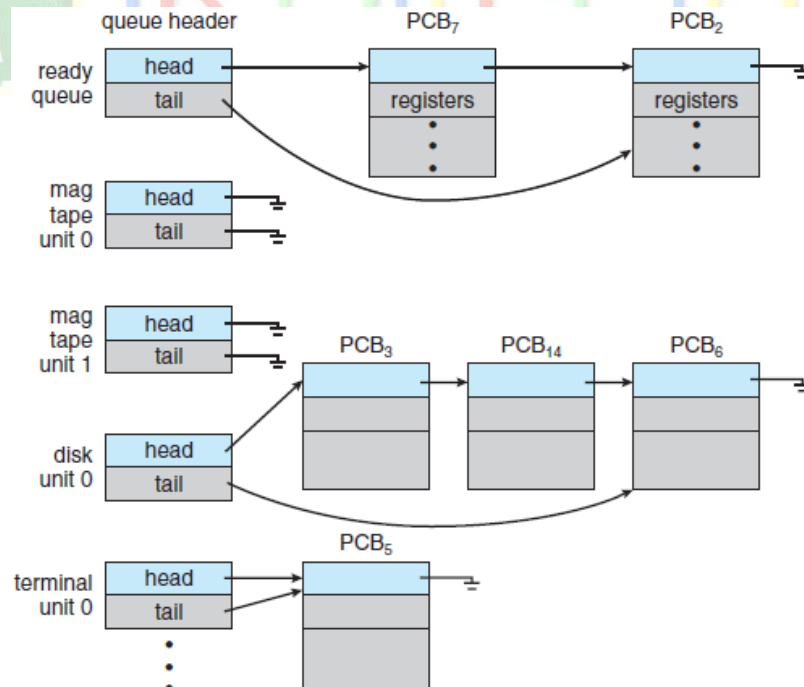 queue header
PCB₇
PCB₂
ready
queue
head
tail
registers
registers
mag
tape
unit 0
head
tail
mag
tape
unit 1
head
tail
PCB₃
PCB₁₄
PCB₆
disk
unit 0
head
tail
PCB₅
terminal
unit 0
head
tail